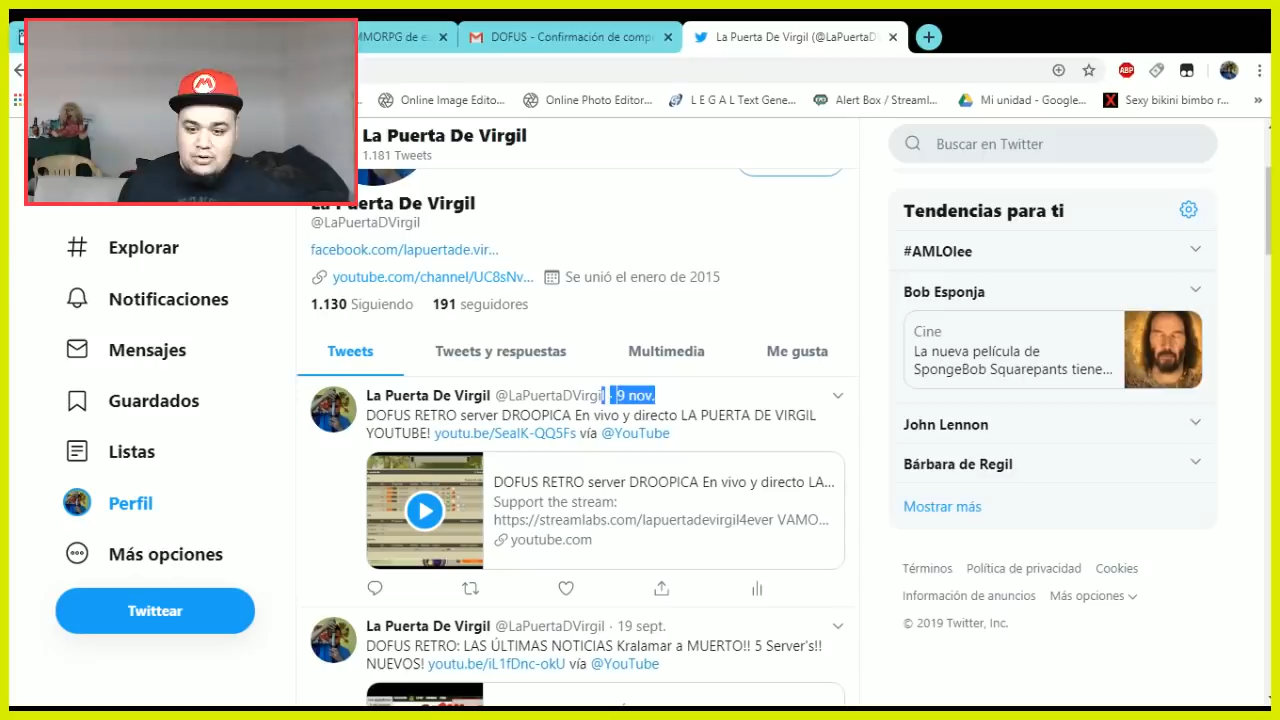 MMORPG de es
DOFUS - Confirmación de comp
La Puerta De Virgil (@LaPuertaD
ABP
Online Image Edito...
Online Photo Editor...
L E G A L Text Gene...
Alert Box / Streaml...
Mi unidad - Google...
Sexy bikini bimbo r...
M
La Puerta De Virgil
1.181 Tweets
Buscar en Twitter
La Puerta De Virgil
@LaPuertaDVirgil
facebook.com/lapuertade.vir...
youtube.com/channel/UC8sNv... Se unió el enero de 2015
1.130 Siguiendo 191 seguidores
Explorar
Notificaciones
Mensajes
Guardados
Listas
Perfil
Más opciones
Twittear
Tweets Tweets y respuestas Multimedia Me gusta
La Puerta De Virgil @LaPuertaDVirgil · 9 nov.
DOFUS RETRO server DROOPICA En vivo y directo LA PUERTA DE VIRGIL
YOUTUBE! youtu.be/SealK-QQ5Fs vía @YouTube
DOFUS RETRO server DROOPICA En vivo y directo LA...
Support the stream:
https://streamlabs.com/lapuertadevirgil4ever VAMO...
youtube.com
La Puerta De Virgil @LaPuertaDVirgil · 19 sept.
DOFUS RETRO: LAS ÚLTIMAS NOTICIAS Kralamar a MUERTO!! 5 Server's!!
NUEVOS! youtu.be/iL1fDnc-okU vía @YouTube
Tendencias para ti
#AMLOlee
Bob Esponja
Cine
La nueva película de
SpongeBob Squarepants tiene...
John Lennon
Bárbara de Regil
Mostrar más
Términos Política de privacidad Cookies
Información de anuncios Más opciones
© 2019 Twitter, Inc.